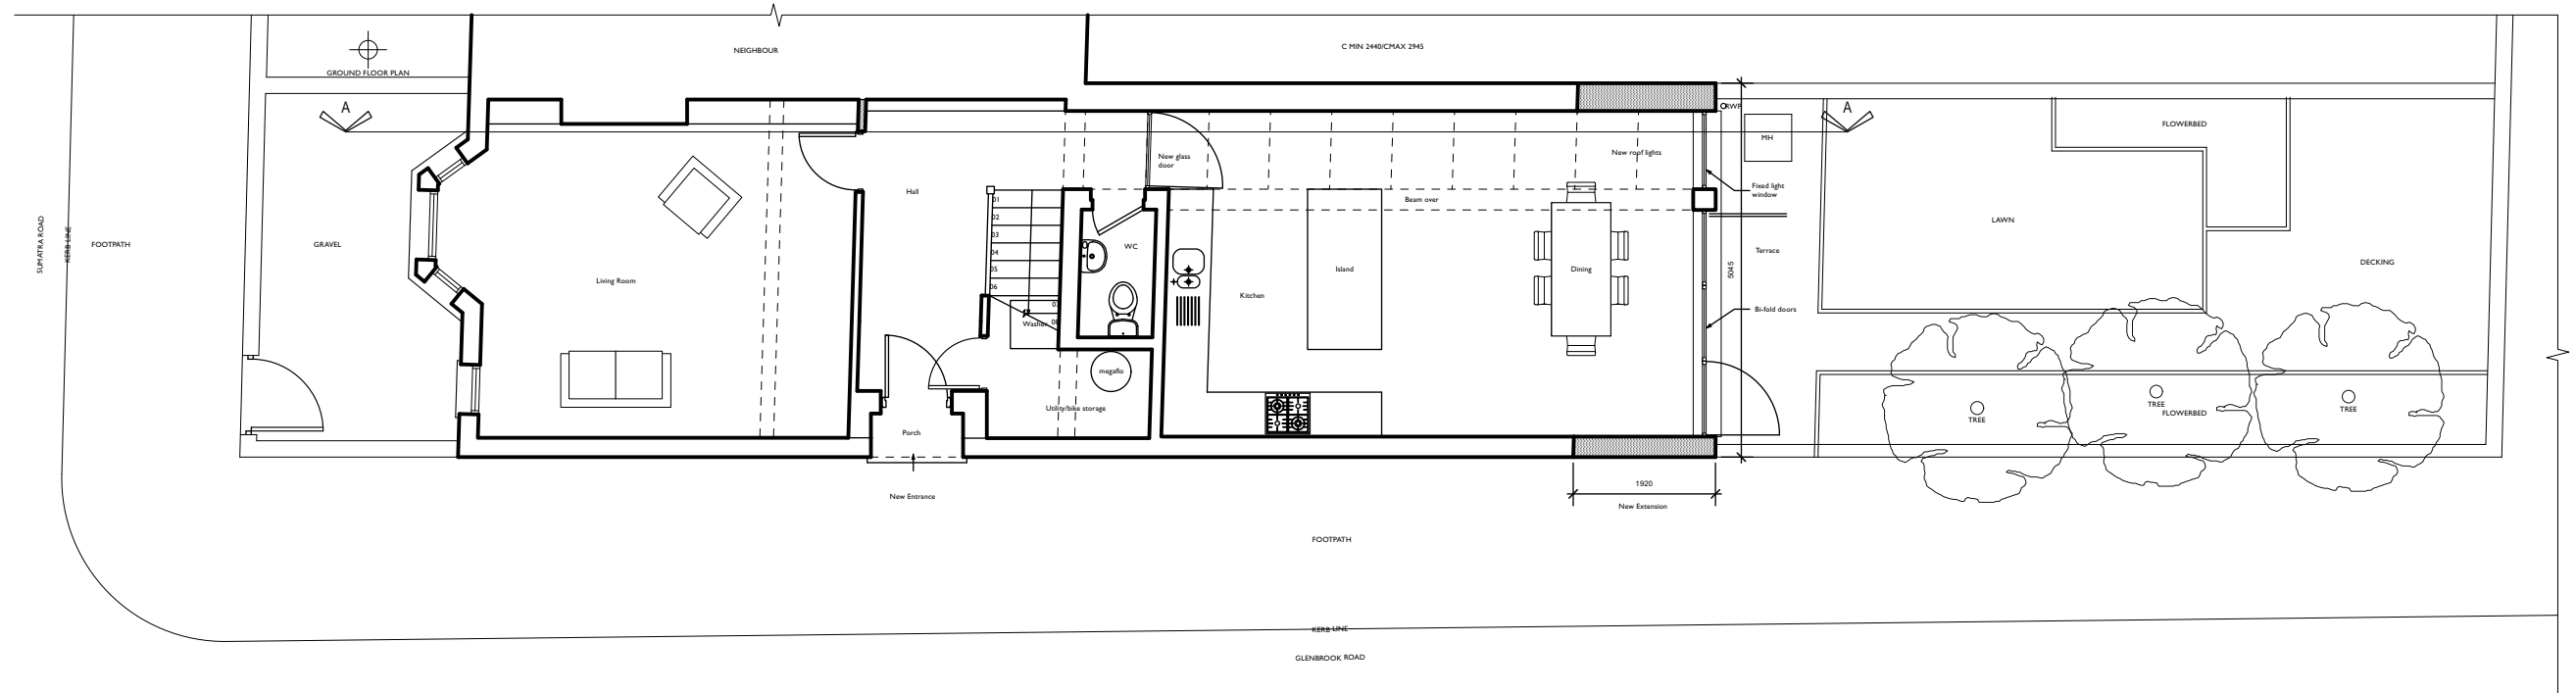 NEIGHBOUR
C MIN 2440/CMAX 2945
GROUND FLOOR PLAN
A
A
RWP
MH
FLOWERBED
New glass
door
New roof lights
Hall
Fixed light
window
Beam over
01
02
03
04
05
06
07
08
SUMATRA ROAD
KERB LINE
FOOTPATH
GRAVEL
WC
LAWN
Terrace
DECKING
Living Room
Island
Dining
5045
Kitchen
Bi-fold doors
Washer
megaflo
Utility/bike storage
Porch
TREE
TREE
FLOWERBED
TREE
New Entrance
1920
New Extension
FOOTPATH
KERB LINE
GLENBROOK ROAD